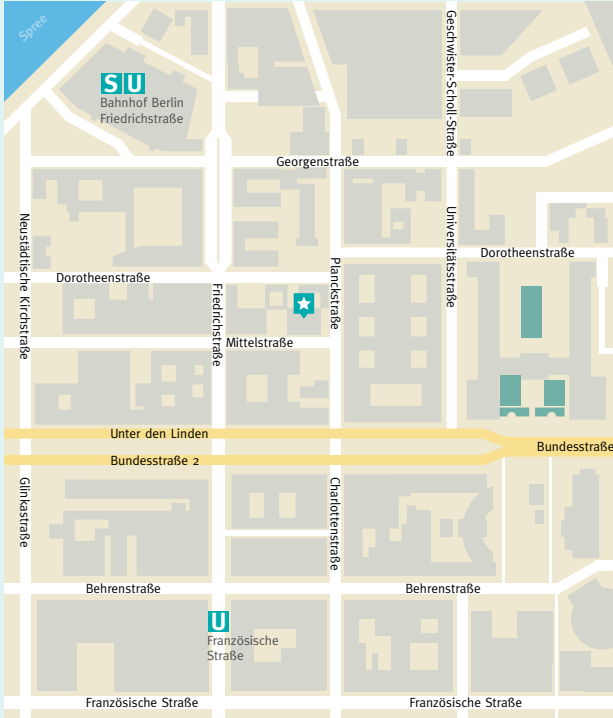 Spree
Geschwister-Scholl-Straße
S U
Bahnhof Berlin
Friedrichstraße
Georgenstraße
Neustädtische Kirchstraße
Universitätsstraße
Dorotheenstraße
Planckstraße
Dorotheenstraße
Friedrichstraße
Mittelstraße
Unter den Linden
Bundesstraße
Bundesstraße 2
Glinkastraße
Charlottenstraße
Behrenstraße
Behrenstraße
U
Französische
Straße
Französische Straße
Französische Straße